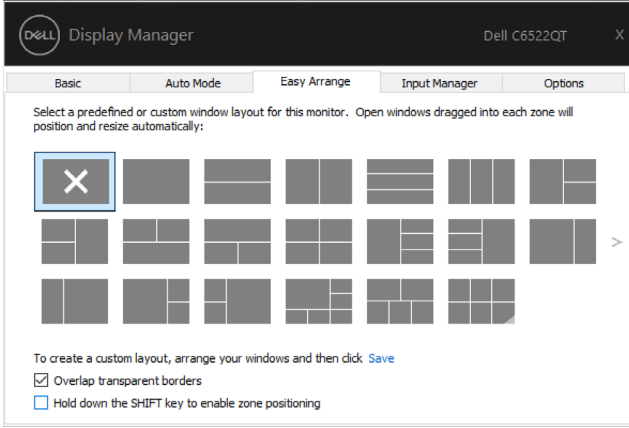 DELL Display Manager Dell C6522QT X
Basic Auto Mode Easy Arrange Input Manager Options
Select a predefined or custom window layout for this monitor. Open windows dragged into each zone will
position and resize automatically:
To create a custom layout, arrange your windows and then click Save
Overlap transparent borders
Hold down the SHIFT key to enable zone positioning